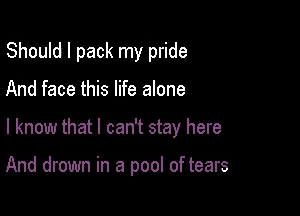 Should I pack my pride
And face this life alone
I know that I can't stay here
And drown in a pool of tears